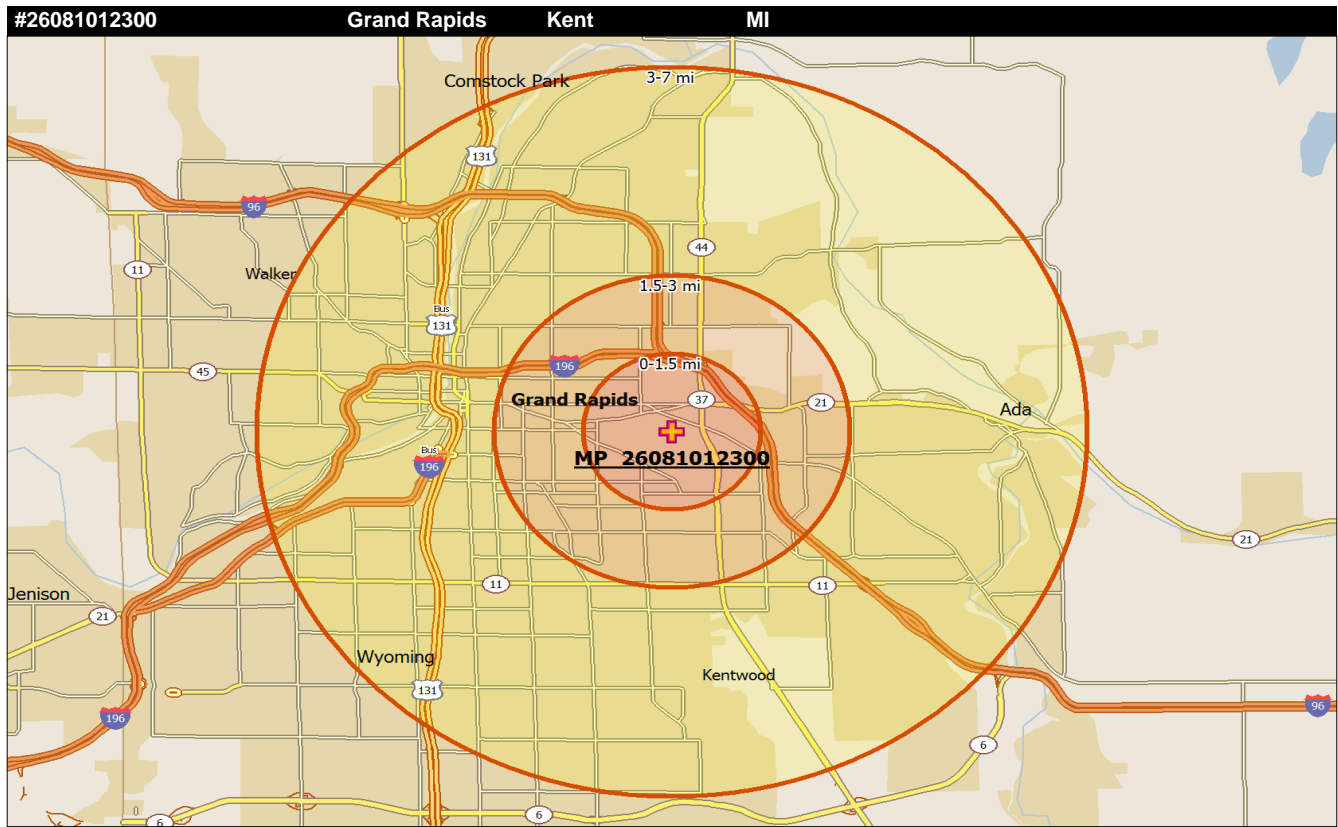 #26081012300 Grand Rapids Kent MI
3-7 mi
Comstock Park
131
96
44
11
Walker
1.5-3 mi
Bus
131
196
0-1.5 mi
45
37
Grand Rapids
21
Ada
MP 26081012300
Bus
196
21
11
11
Jenison
21
Wyoming
Kentwood
131
96
196
6
6
6